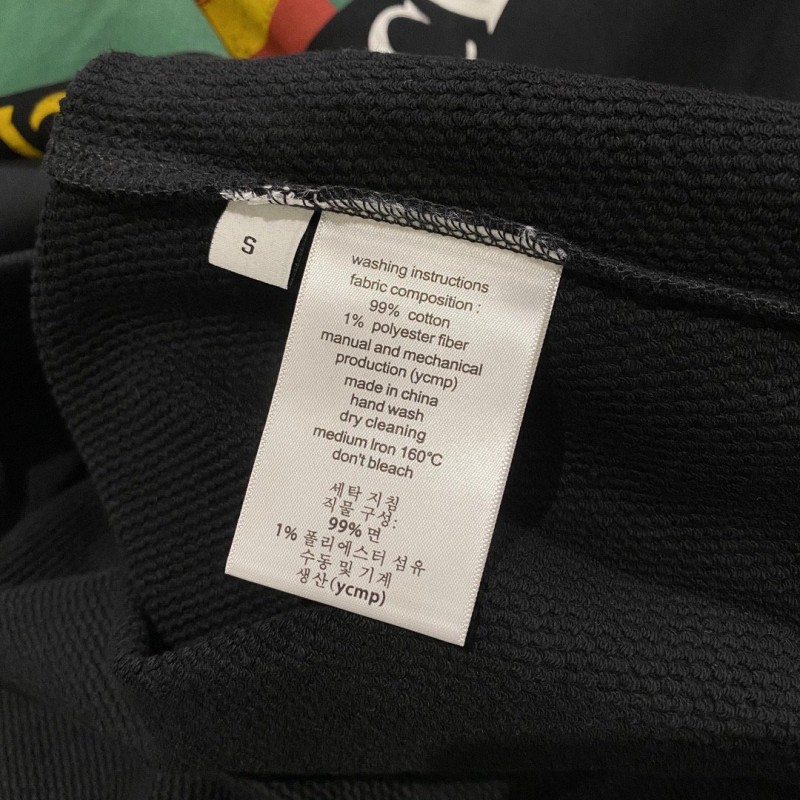 S
washing instructions
fabric composition :
99% cotton
1% polyester fiber
manual and mechanical
production (ycmp)
made in china
hand wash
dry cleaning
medium Iron 160°C
don't bleach
세탁 지침
직물 구성:
99% 면
1% 폴리에스터 섬유
수동 및 기계
생산(ycmp)